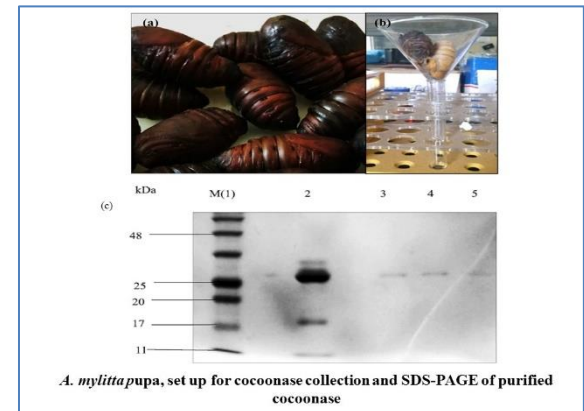 (a)
(b)
kDa
M(1) 2 3 4 5
(c)
48
25
20
17
11
A. mylitta pupa, set up for cocoonase collection and SDS-PAGE of purified
cocoonase